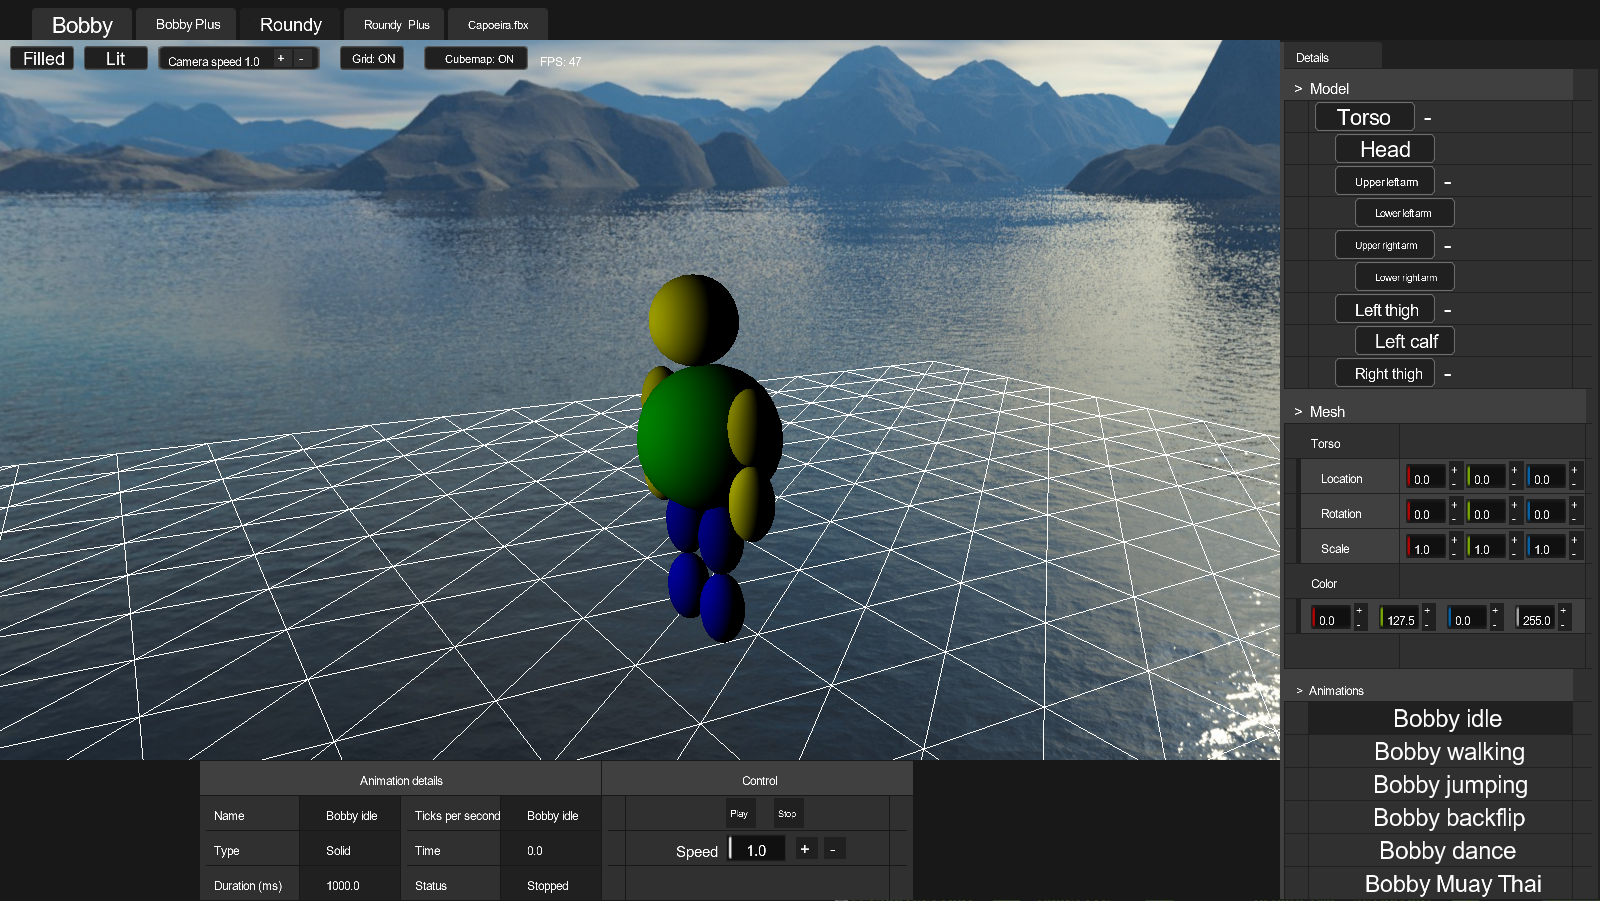 Bobby Bobby Plus Roundy Roundy Plus Capoeira.fbx
Filled Lit Camera speed 1.0 + - Grid: ON Cubemap: ON FPS: 47
Details
> Model
Torso -
Head
Upper left arm -
Lower left arm
Upper right arm -
Lower right arm
Left thigh -
Left calf
Right thigh -
> Mesh
Torso
Location 0.0 + - 0.0 + - 0.0 + -
Rotation 0.0 + - 0.0 + - 0.0 + -
Scale 1.0 + - 1.0 + - 1.0 + -
Color
0.0 + - 127.5 + - 0.0 + - 255.0 + -
> Animations
Bobby idle
Bobby walking
Bobby jumping
Bobby backflip
Bobby dance
Bobby Muay Thai
Animation details Control
Name Bobby idle Ticks per second Bobby idle Play Stop
Type Solid Time 0.0 Speed 1.0 + -
Duration (ms) 1000.0 Status Stopped